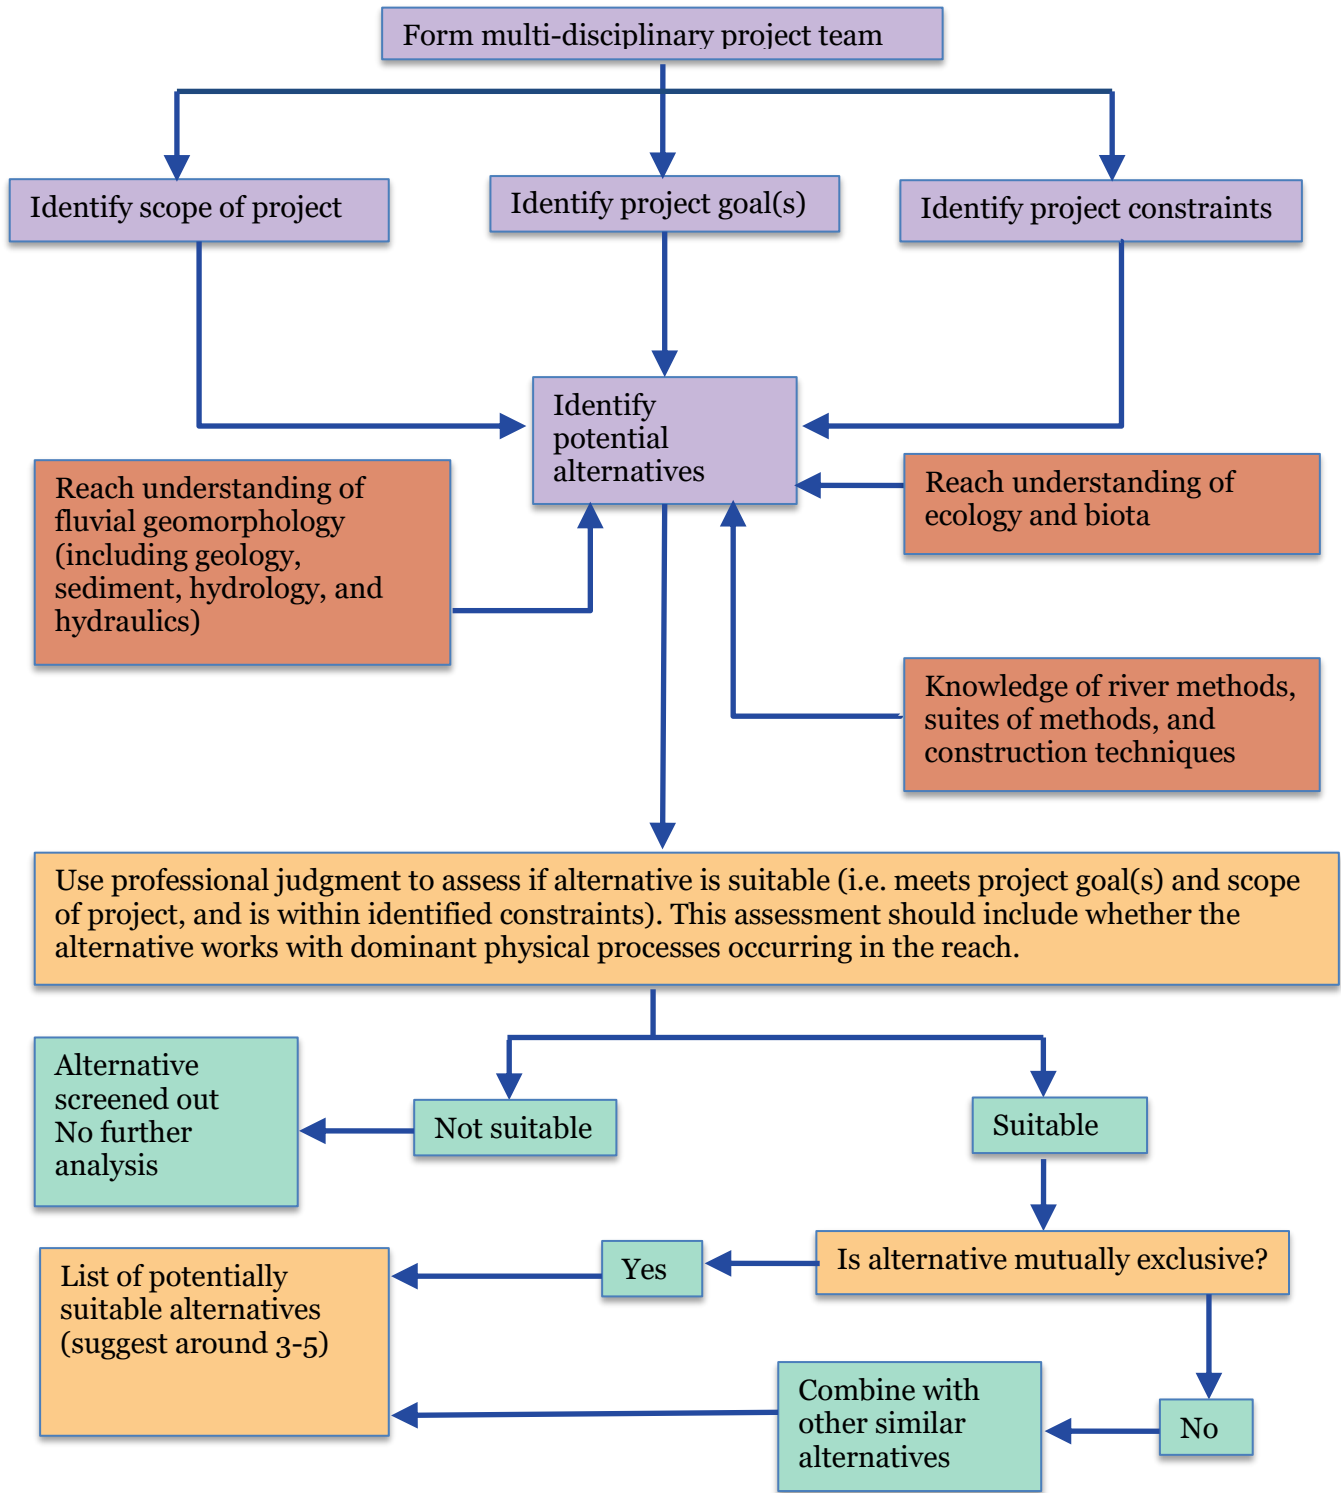 Form multi-disciplinary project team
Identify scope of project
Identify project goal(s)
Identify project constraints
Identify
potential
alternatives
Reach understanding of
fluvial geomorphology
(including geology,
sediment, hydrology, and
hydraulics)
Reach understanding of
ecology and biota
Knowledge of river methods,
suites of methods, and
construction techniques
Use professional judgment to assess if alternative is suitable (i.e. meets project goal(s) and scope
of project, and is within identified constraints). This assessment should include whether the
alternative works with dominant physical processes occurring in the reach.
Alternative
screened out
No further
analysis
Not suitable
Suitable
Is alternative mutually exclusive?
Yes
List of potentially
suitable alternatives
(suggest around 3-5)
Combine with
other similar
alternatives
No